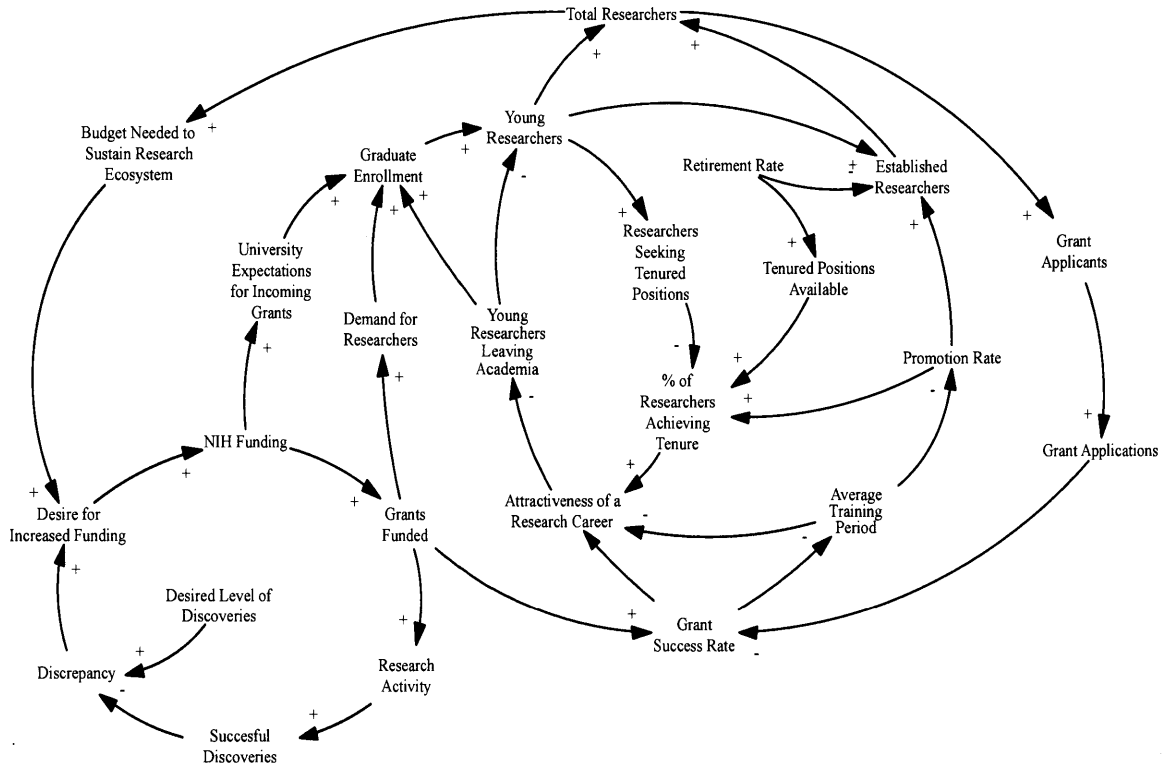 Total Researchers
+
+
Budget Needed to
Sustain Research
Ecosystem
+
Young
Researchers
+
-
Graduate
Enrollment
+
+
+
Retirement Rate
+
-
Established
Researchers
+
University
Expectations
for Incoming
Grants
+
+
Researchers
Seeking
Tenured
Positions
+
Tenured Positions
Available
+
Grant
Applicants
Demand for
Researchers
+
Young
Researchers
Leaving
Academia
-
-
% of
Researchers
Achieving
Tenure
+
+
Promotion Rate
-
NIH Funding
+
+
Grant Applications
+
Desire for
Increased Funding
+
+
Grants
Funded
+
Attractiveness of a
Research Career
-
Average
Training
Period
-
Desired Level of
Discoveries
+
Discrepancy
-
+
Research
Activity
+
Grant
Success Rate
-
+
Succesful
Discoveries